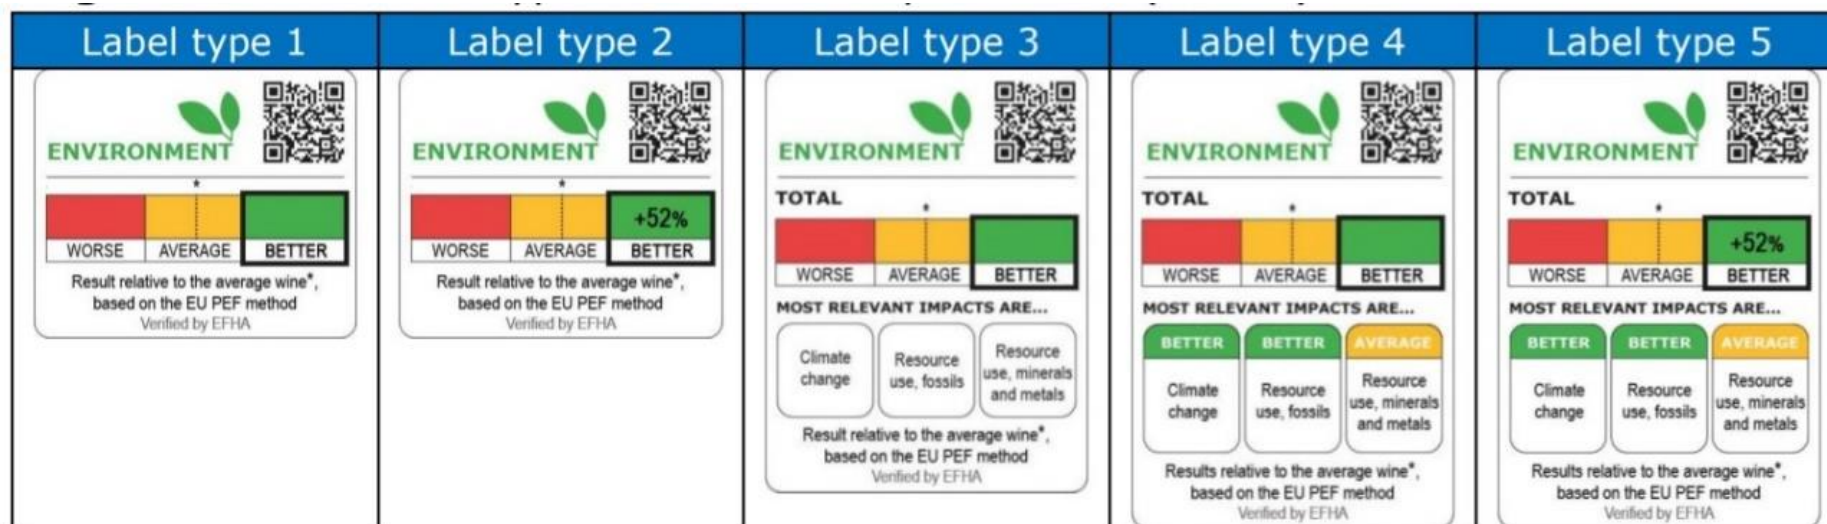 Label type 1
ENVIRONMENT
*
WORSE AVERAGE BETTER
Result relative to the average wine*,
based on the EU PEF method
Verified by EFHA
Label type 2
ENVIRONMENT
*
+52%
WORSE AVERAGE BETTER
Result relative to the average wine*,
based on the EU PEF method
Verified by EFHA
Label type 3
ENVIRONMENT
TOTAL
*
WORSE AVERAGE BETTER
MOST RELEVANT IMPACTS ARE...
Climate
change
Resource
use, fossils
Resource
use, minerals
and metals
Result relative to the average wine*,
based on the EU PEF method
Verified by EFHA
Label type 4
ENVIRONMENT
TOTAL
*
WORSE AVERAGE BETTER
MOST RELEVANT IMPACTS ARE...
BETTER
Climate
change
BETTER
Resource
use, fossils
AVERAGE
Resource
use, minerals
and metals
Results relative to the average wine*,
based on the EU PEF method
Verified by EFHA
Label type 5
ENVIRONMENT
TOTAL
*
+52%
WORSE AVERAGE BETTER
MOST RELEVANT IMPACTS ARE...
BETTER
Climate
change
BETTER
Resource
use, fossils
AVERAGE
Resource
use, minerals
and metals
Results relative to the average wine*,
based on the EU PEF method
Verified by EFHA